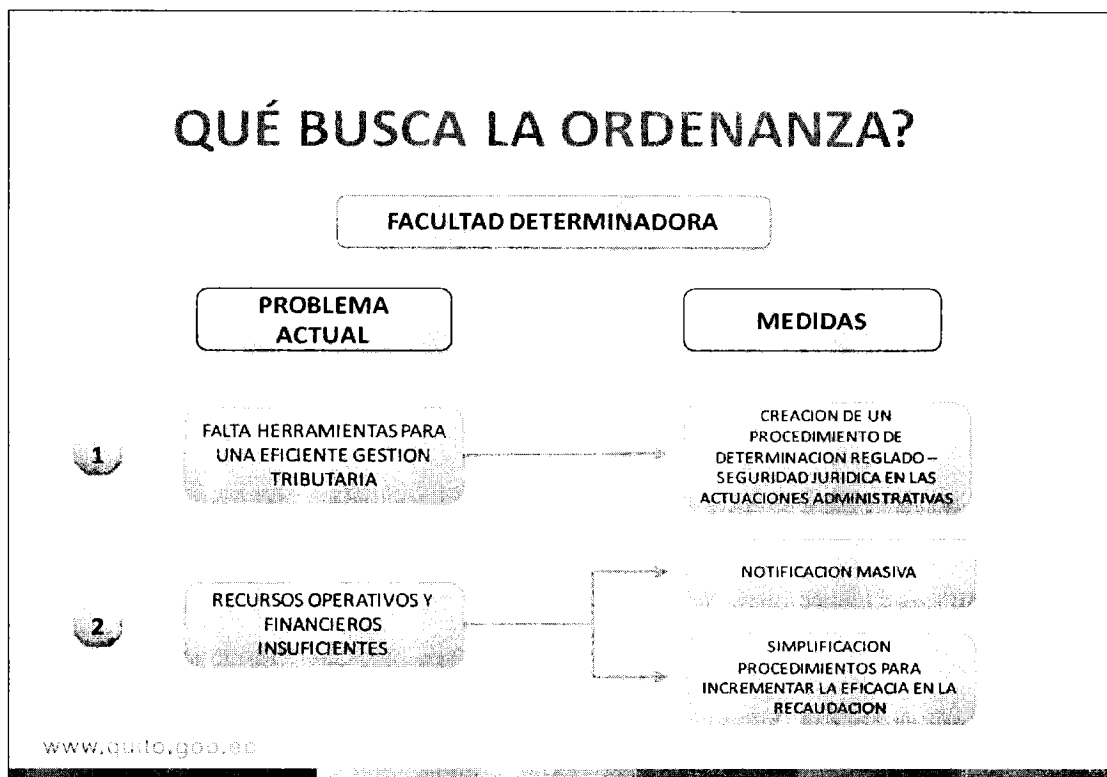 QUÉ BUSCA LA ORDENANZA?
FACULTAD DETERMINADORA
PROBLEMA
ACTUAL
MEDIDAS
1
FALTA HERRAMIENTAS PARA
UNA EFICIENTE GESTION
TRIBUTARIA
CREACION DE UN
PROCEDIMIENTO DE
DETERMINACION REGLADO –
SEGURIDAD JURIDICA EN LAS
ACTUACIONES ADMINISTRATIVAS
2
RECURSOS OPERATIVOS Y
FINANCIEROS
INSUFICIENTES
NOTIFICACION MASIVA
SIMPLIFICACION
PROCEDIMIENTOS PARA
INCREMENTAR LA EFICACIA EN LA
RECAUDACION
www.quito.gob.ec